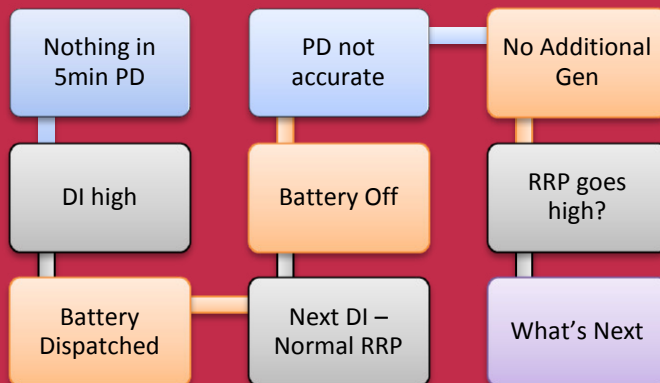 Nothing in
5min PD
DI high
Battery
Dispatched
Next DI –
Normal RRP
Battery Off
PD not
accurate
No Additional
Gen
RRP goes
high?
What's Next